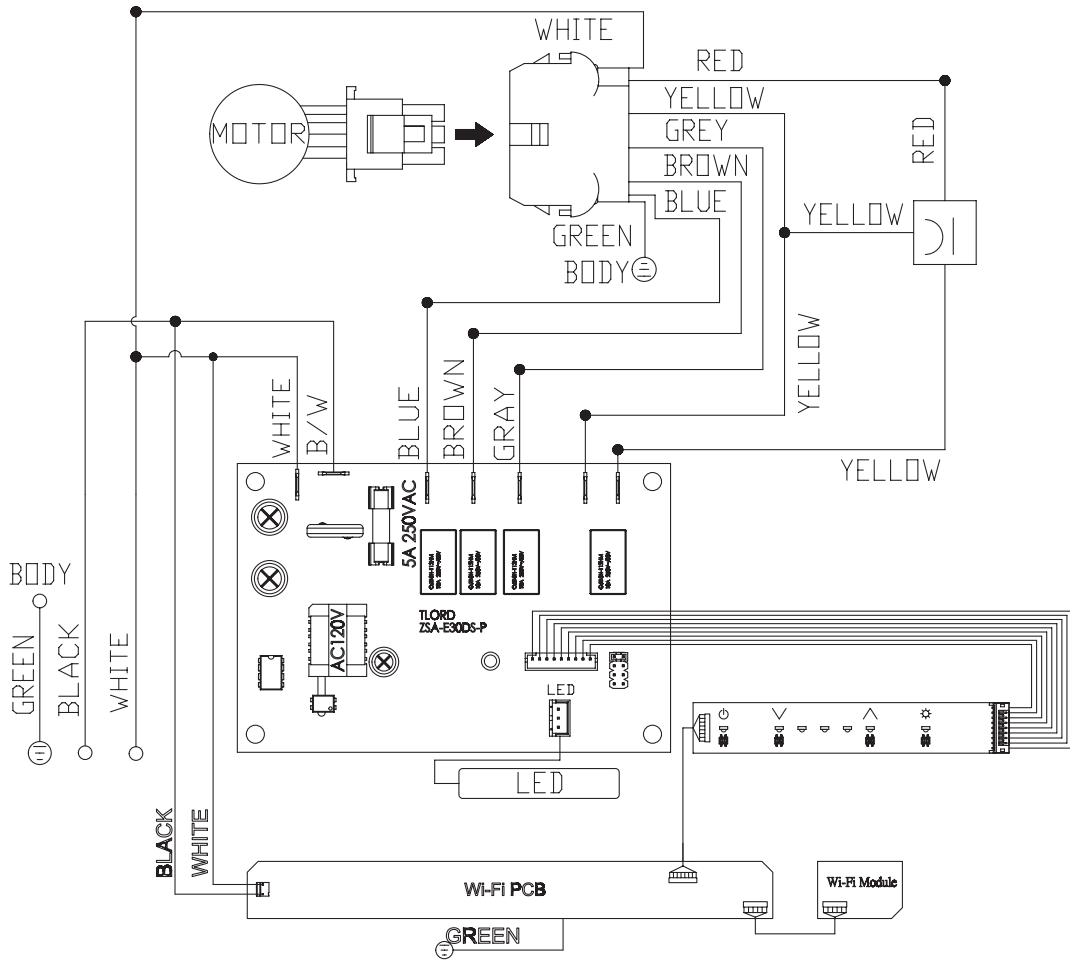 WHITE
RED
YELLOW
MOTOR
GREY
BROWN
RED
BLUE
YELLOW
GREEN
BODY
WHITE
B/W
BLUE
BROWN
GRAY
YELLOW
YELLOW
5A 250VAC
BODY
GREEN
BLACK
WHITE
TLORD
ZSA-E30DS-P
AC120V
LED
LED
BLACK
WHITE
Wi-Fi PCB
Wi-Fi Module
GREEN